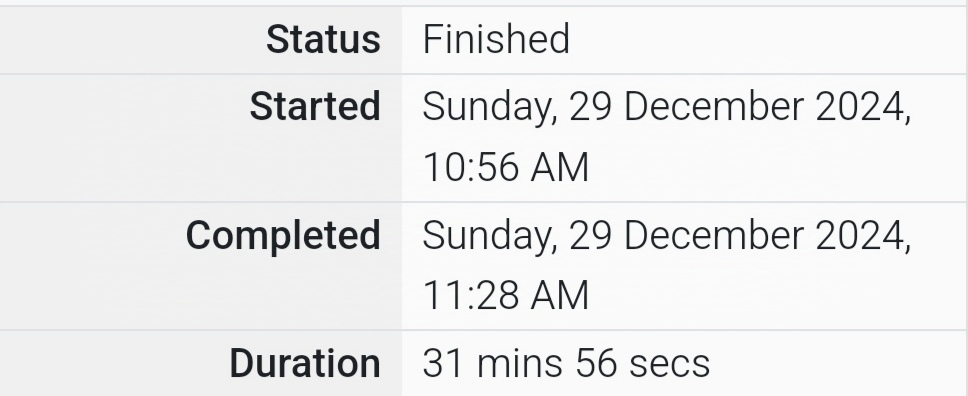 Status Finished
Started Sunday, 29 December 2024,
10:56 AM
Completed Sunday, 29 December 2024,
11:28 AM
Duration 31 mins 56 secs